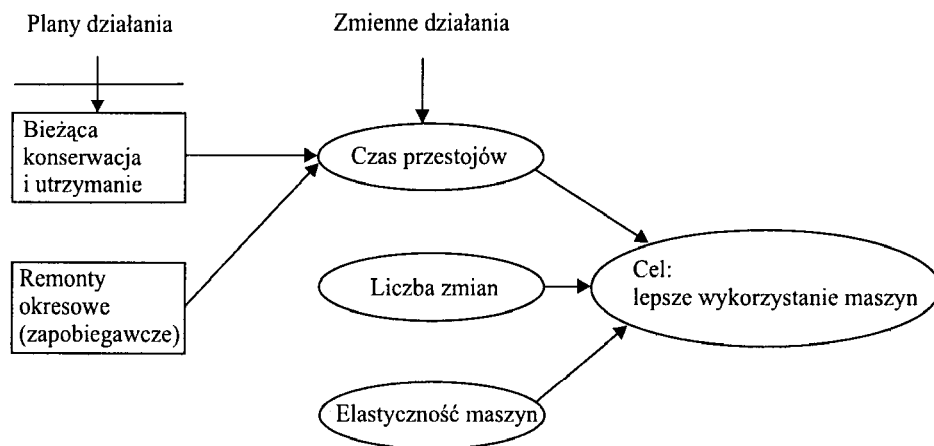 Plany działania
Zmienne działania
Bieżąca
konserwacja
i utrzymanie
Czas przestojów
Remonty
okresowe
(zapobiegawcze)
Liczba zmian
Cel:
lepsze wykorzystanie maszyn
Elastyczność maszyn